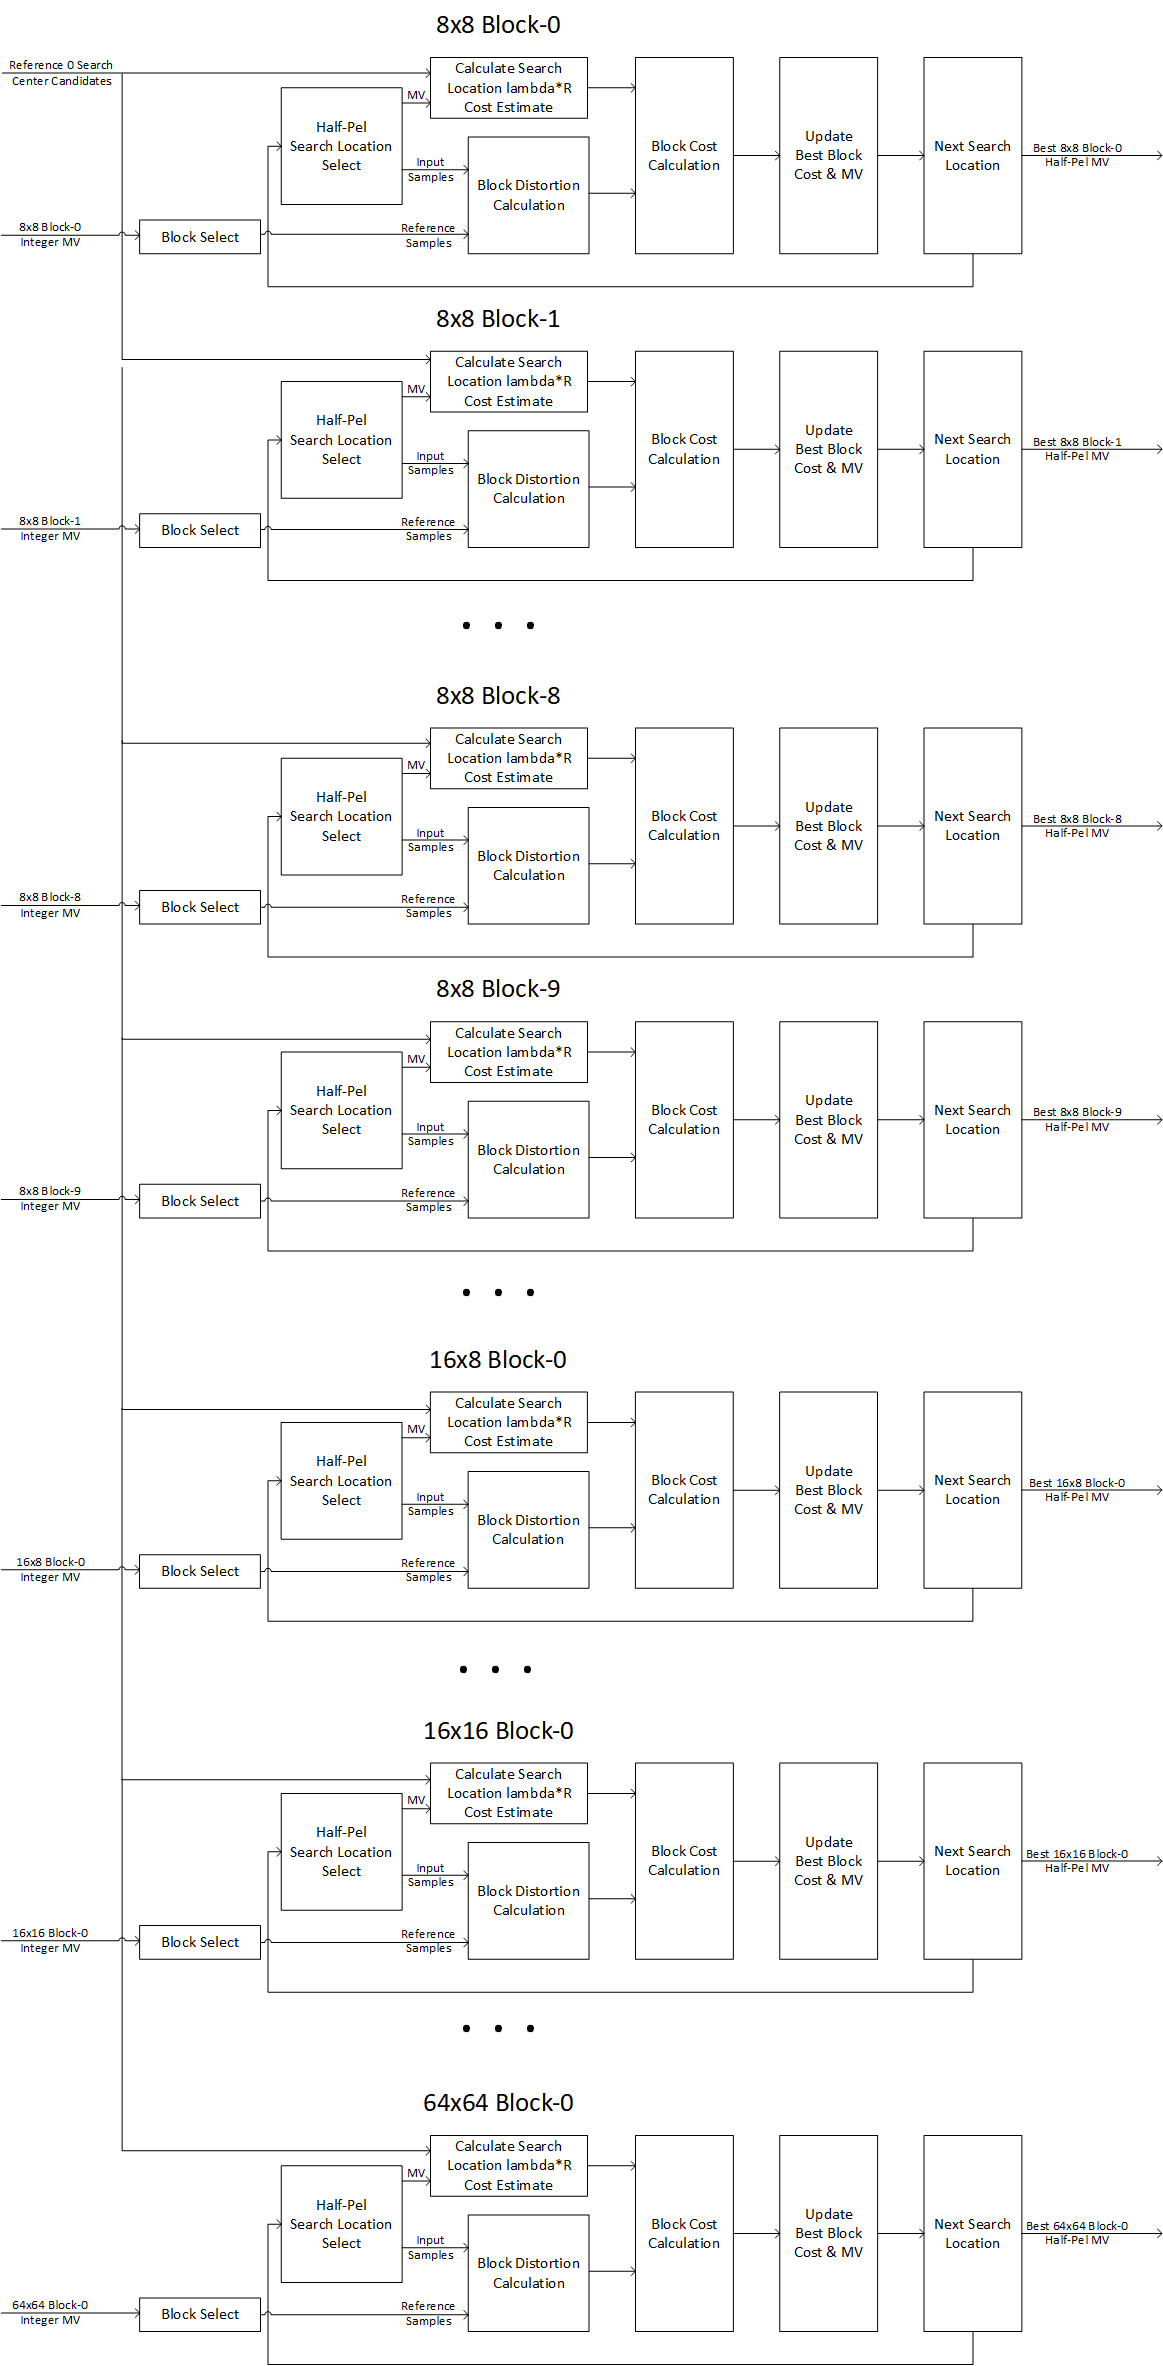 8x8 Block-0
Reference 0 Search
Center Candidates
Calculate Search
Location lambda*R
Cost Estimate
MV
Half-Pel
Search Location
Select
Input
Samples
Block Distortion
Calculation
Block Cost
Calculation
Update
Best Block
Cost & MV
Next Search
Location
Best 8x8 Block-0
Half-Pel MV
8x8 Block-0
Integer MV
Block Select
Reference
Samples
8x8 Block-1
Calculate Search
Location lambda*R
Cost Estimate
MV
Half-Pel
Search Location
Select
Input
Samples
Block Distortion
Calculation
Block Cost
Calculation
Update
Best Block
Cost & MV
Next Search
Location
Best 8x8 Block-1
Half-Pel MV
8x8 Block-1
Integer MV
Block Select
Reference
Samples
• • •
8x8 Block-8
Calculate Search
Location lambda*R
Cost Estimate
MV
Half-Pel
Search Location
Select
Input
Samples
Block Distortion
Calculation
Block Cost
Calculation
Update
Best Block
Cost & MV
Next Search
Location
Best 8x8 Block-8
Half-Pel MV
8x8 Block-8
Integer MV
Block Select
Reference
Samples
8x8 Block-9
Calculate Search
Location lambda*R
Cost Estimate
MV
Half-Pel
Search Location
Select
Input
Samples
Block Distortion
Calculation
Block Cost
Calculation
Update
Best Block
Cost & MV
Next Search
Location
Best 8x8 Block-9
Half-Pel MV
8x8 Block-9
Integer MV
Block Select
Reference
Samples
• • •
16x8 Block-0
Calculate Search
Location lambda*R
Cost Estimate
MV
Half-Pel
Search Location
Select
Input
Samples
Block Distortion
Calculation
Block Cost
Calculation
Update
Best Block
Cost & MV
Next Search
Location
Best 16x8 Block-0
Half-Pel MV
16x8 Block-0
Integer MV
Block Select
Reference
Samples
• • •
16x16 Block-0
Calculate Search
Location lambda*R
Cost Estimate
MV
Half-Pel
Search Location
Select
Input
Samples
Block Distortion
Calculation
Block Cost
Calculation
Update
Best Block
Cost & MV
Next Search
Location
Best 16x16 Block-0
Half-Pel MV
16x16 Block-0
Integer MV
Block Select
Reference
Samples
• • •
64x64 Block-0
Calculate Search
Location lambda*R
Cost Estimate
MV
Half-Pel
Search Location
Select
Input
Samples
Block Distortion
Calculation
Block Cost
Calculation
Update
Best Block
Cost & MV
Next Search
Location
Best 64x64 Block-0
Half-Pel MV
64x64 Block-0
Integer MV
Block Select
Reference
Samples